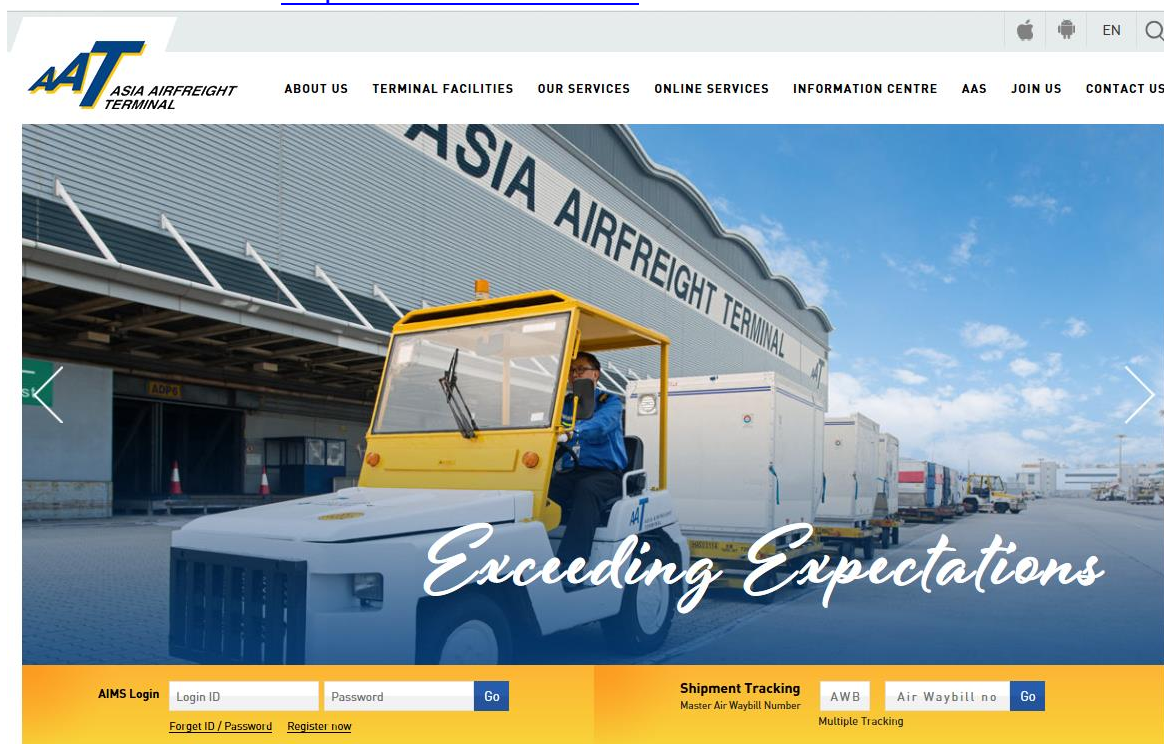 EN
AAT ASIA AIRFREIGHT
TERMINAL
ABOUT US TERMINAL FACILITIES OUR SERVICES ONLINE SERVICES INFORMATION CENTRE AAS JOIN US CONTACT US
ASIA AIRFREIGHT TERMINAL AAT
ADP6
AAT
Exceeding Expectations
AIMS Login Login ID Password Go
Forget ID / Password Register now
Shipment Tracking AWB Air Waybill no Go
Master Air Waybill Number
Multiple Tracking